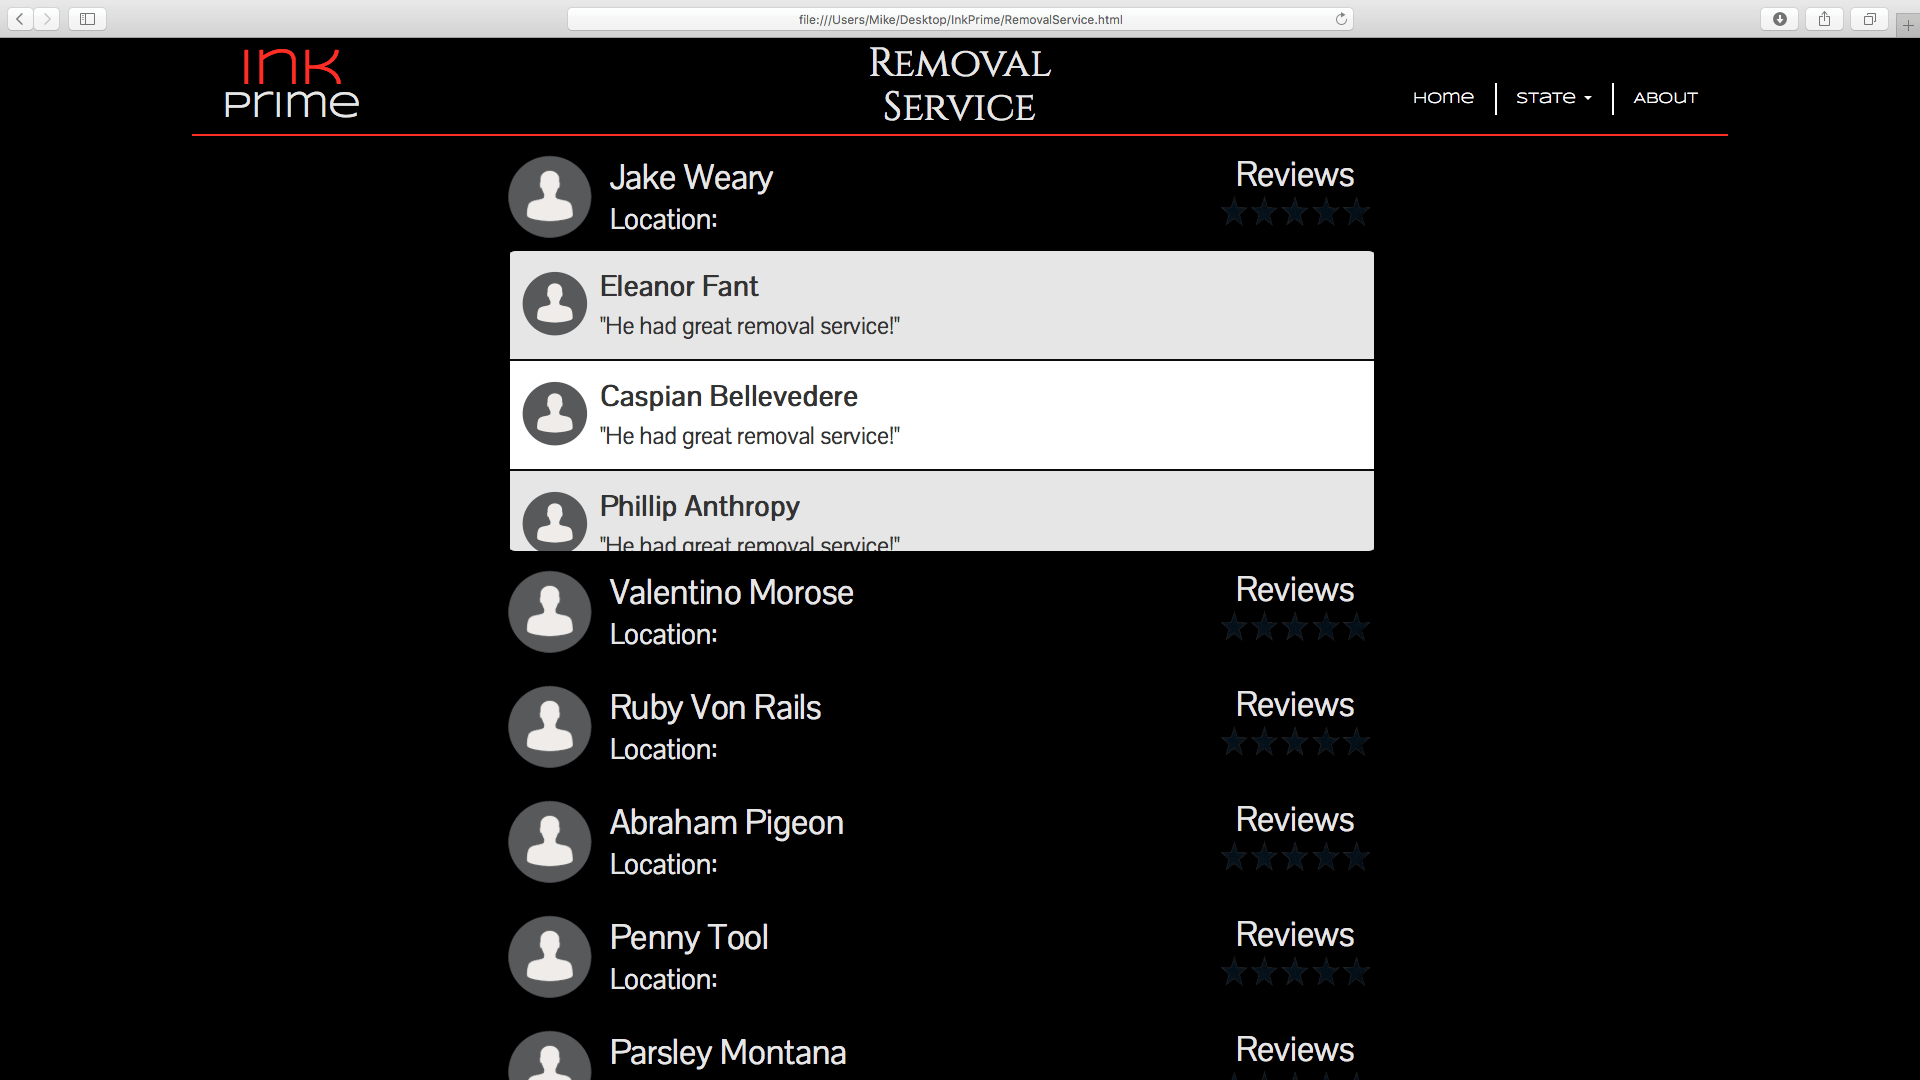 file:///Users/Mike/Desktop/InkPrime/RemovalService.html
Ink
Prime
Removal
Service
Home
State
About
Jake Weary
Location:
Reviews
Eleanor Fant
"He had great removal service!"
Caspian Bellevedere
"He had great removal service!"
Phillip Anthropy
"He had great removal service!"
Valentino Morose
Location:
Reviews
Ruby Von Rails
Location:
Reviews
Abraham Pigeon
Location:
Reviews
Penny Tool
Location:
Reviews
Parsley Montana
Reviews